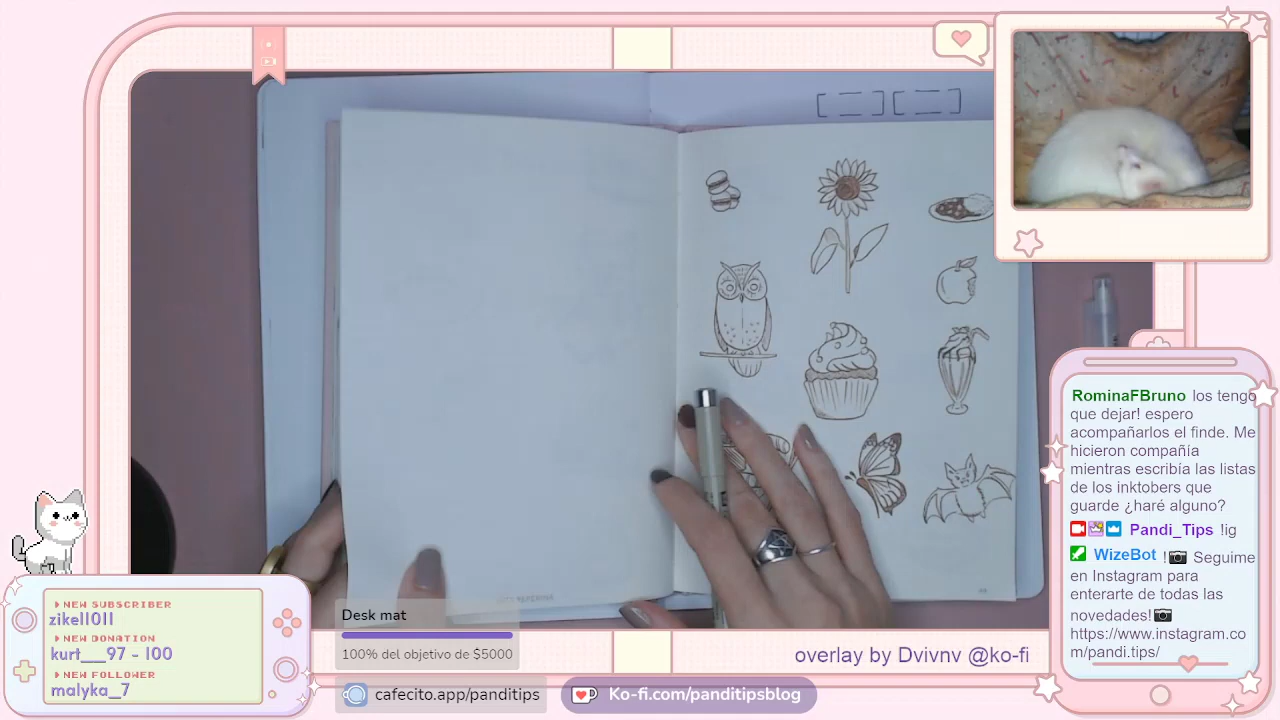 RominaFBruno los tengo
que dejar! espero
acompañarlos el finde. Me
hicieron compañía
mientras escribía las listas
de los inktobers que
guarde ¿haré alguno?
Pandi_Tips !ig
WizeBot ! Seguime
en Instagram para
enterarte de todas las
novedades!
https://www.instagram.co
m/pandi.tips/
NEW SUBSCRIBER
zikel1011
NEW DONATION
kurt__97 - 100
NEW FOLLOWER
malyka_7
Desk mat
100% del objetivo de $5000
overlay by Dvivnv @ko-fi
cafecito.app/panditips
Ko-fi.com/panditipsblog